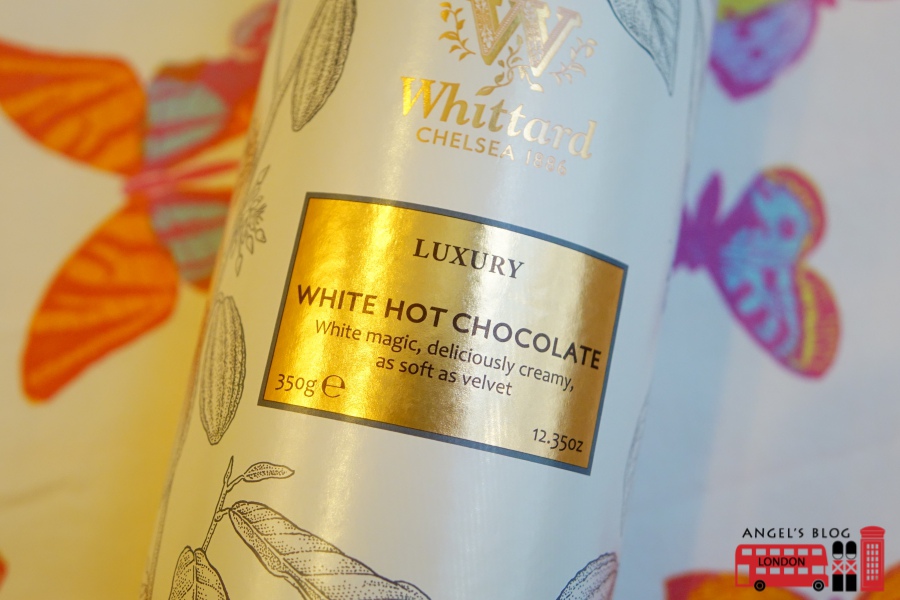 W
Whittard
CHELSEA 1886
LUXURY
WHITE HOT CHOCOLATE
White magic, deliciously creamy,
as soft as velvet
350g ℮
12.35oz
ANGEL'S BLOG
LONDON